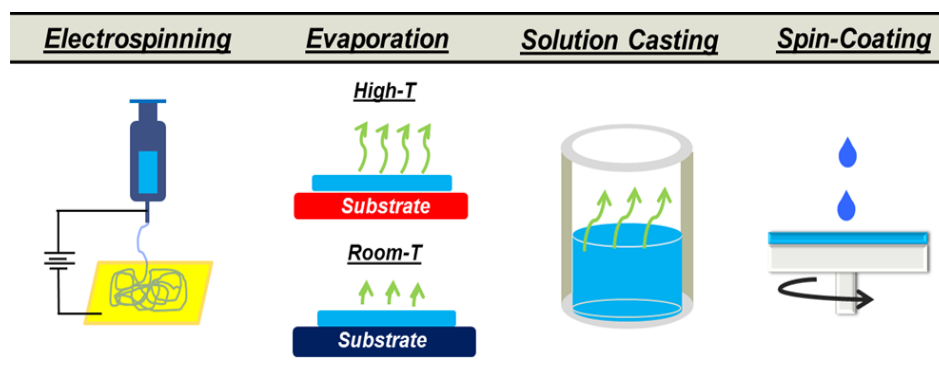 Electrospinning Evaporation Solution Casting Spin-Coating
High-T
Substrate
Room-T
Substrate